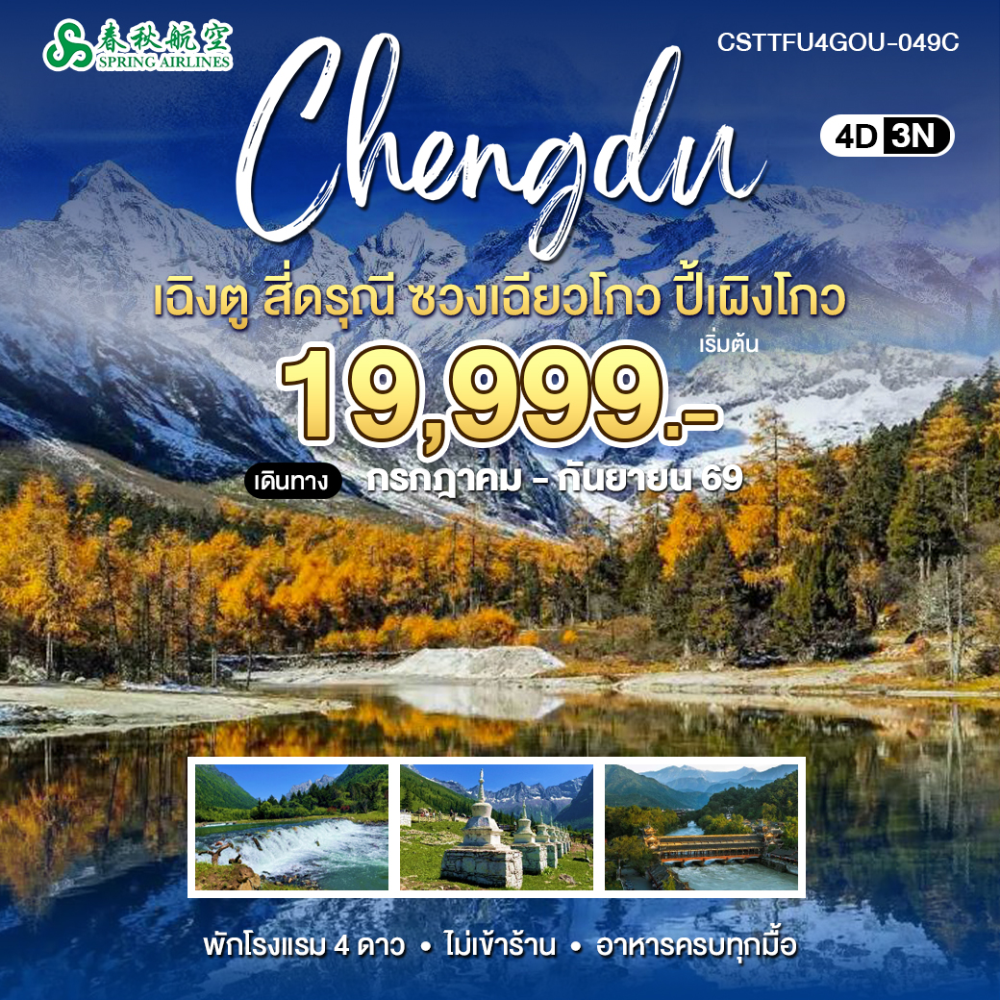 春秋航空
SPRING AIRLINES
CSTTFU4GOU-049C
Chengdu
4D 3N
เฉิงตู สี่ดรุณี ซวงเฉียวโกว ปี้เผิงโกว
เริ่มต้น
19,999.-
เดินทาง กรกฎาคม - กันยายน 69
พักโรงแรม 4 ดาว • ไม่เข้าร้าน • อาหารครบทุกมื้อ